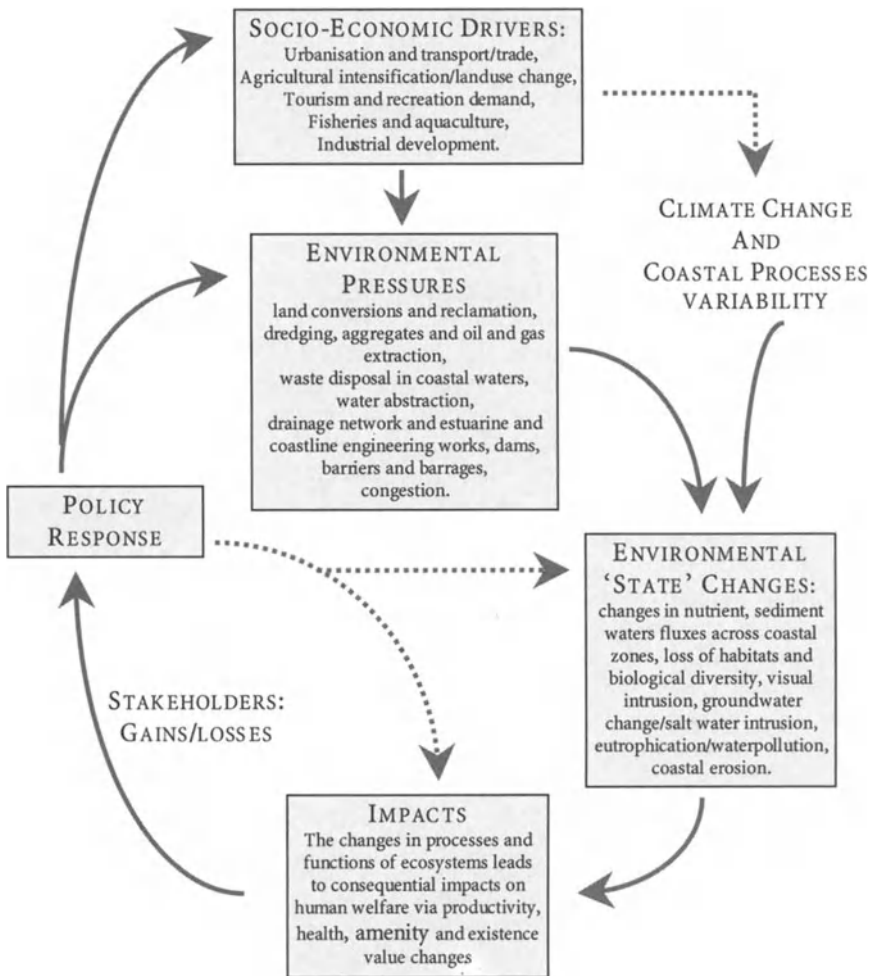 SOCIO-ECONOMIC DRIVERS:
Urbanisation and transport/trade,
Agricultural intensification/landuse change,
Tourism and recreation demand,
Fisheries and aquaculture,
Industrial development.
CLIMATE CHANGE
AND
COASTAL PROCESSES
VARIABILITY
ENVIRONMENTAL
PRESSURES
land conversions and reclamation,
dredging, aggregates and oil and gas
extraction,
waste disposal in coastal waters,
water abstraction,
drainage network and estuarine and
coastline engineering works, dams,
barriers and barrages,
congestion.
POLICY
RESPONSE
ENVIRONMENTAL
‘STATE’ CHANGES:
changes in nutrient, sediment
waters fluxes across coastal
zones, loss of habitats and
biological diversity, visual
intrusion, groundwater
change/salt water intrusion,
eutrophication/waterpollution,
coastal erosion.
STAKEHOLDERS:
GAINS/LOSSES
IMPACTS
The changes in processes and
functions of ecosystems leads
to consequential impacts on
human welfare via productivity,
health, amenity and existence
value changes